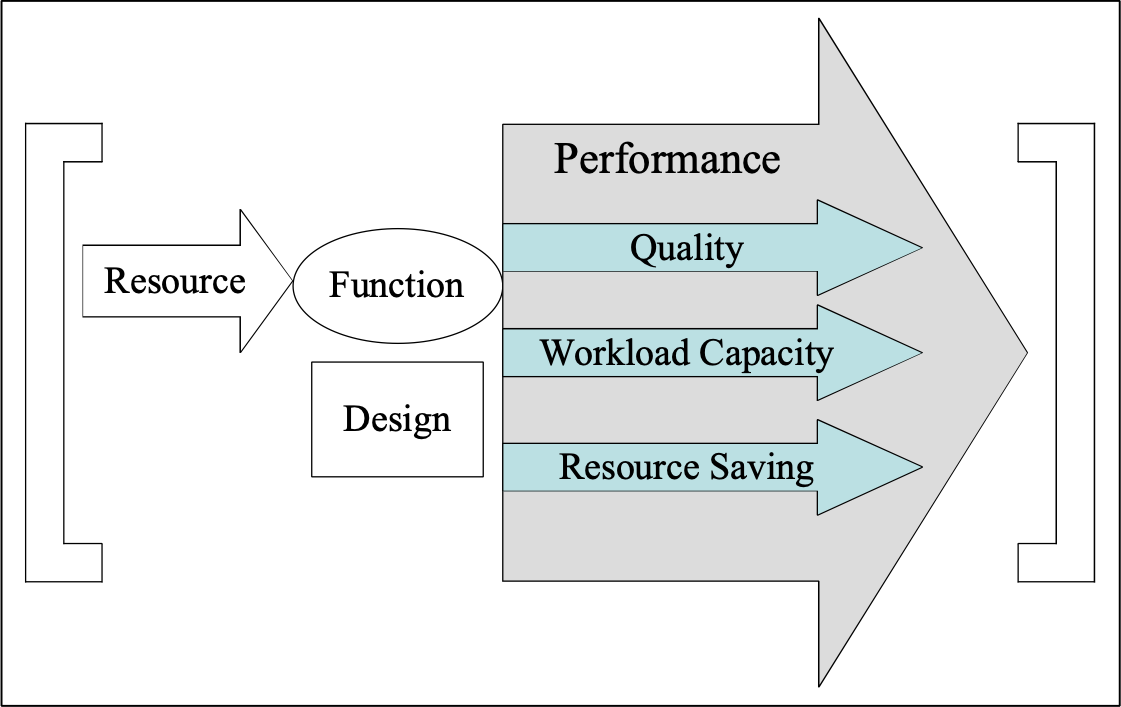 Performance
Quality
Resource
Function
Workload Capacity
Design
Resource Saving